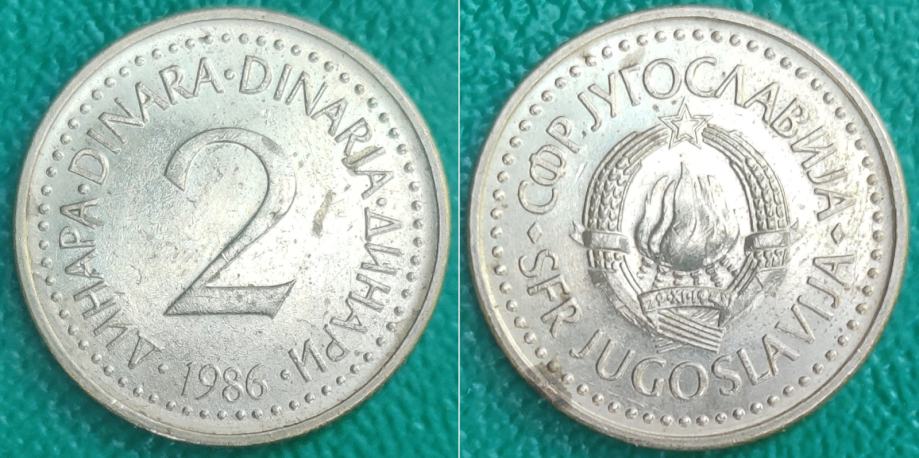 ДИНАРА · DINARA · DINARJA · ДИНАРИ
2
· 1986 ·
· СФР ЈУГОСЛАВИЈА ·
29·XI·1943
SFR JUGOSLAVIJA